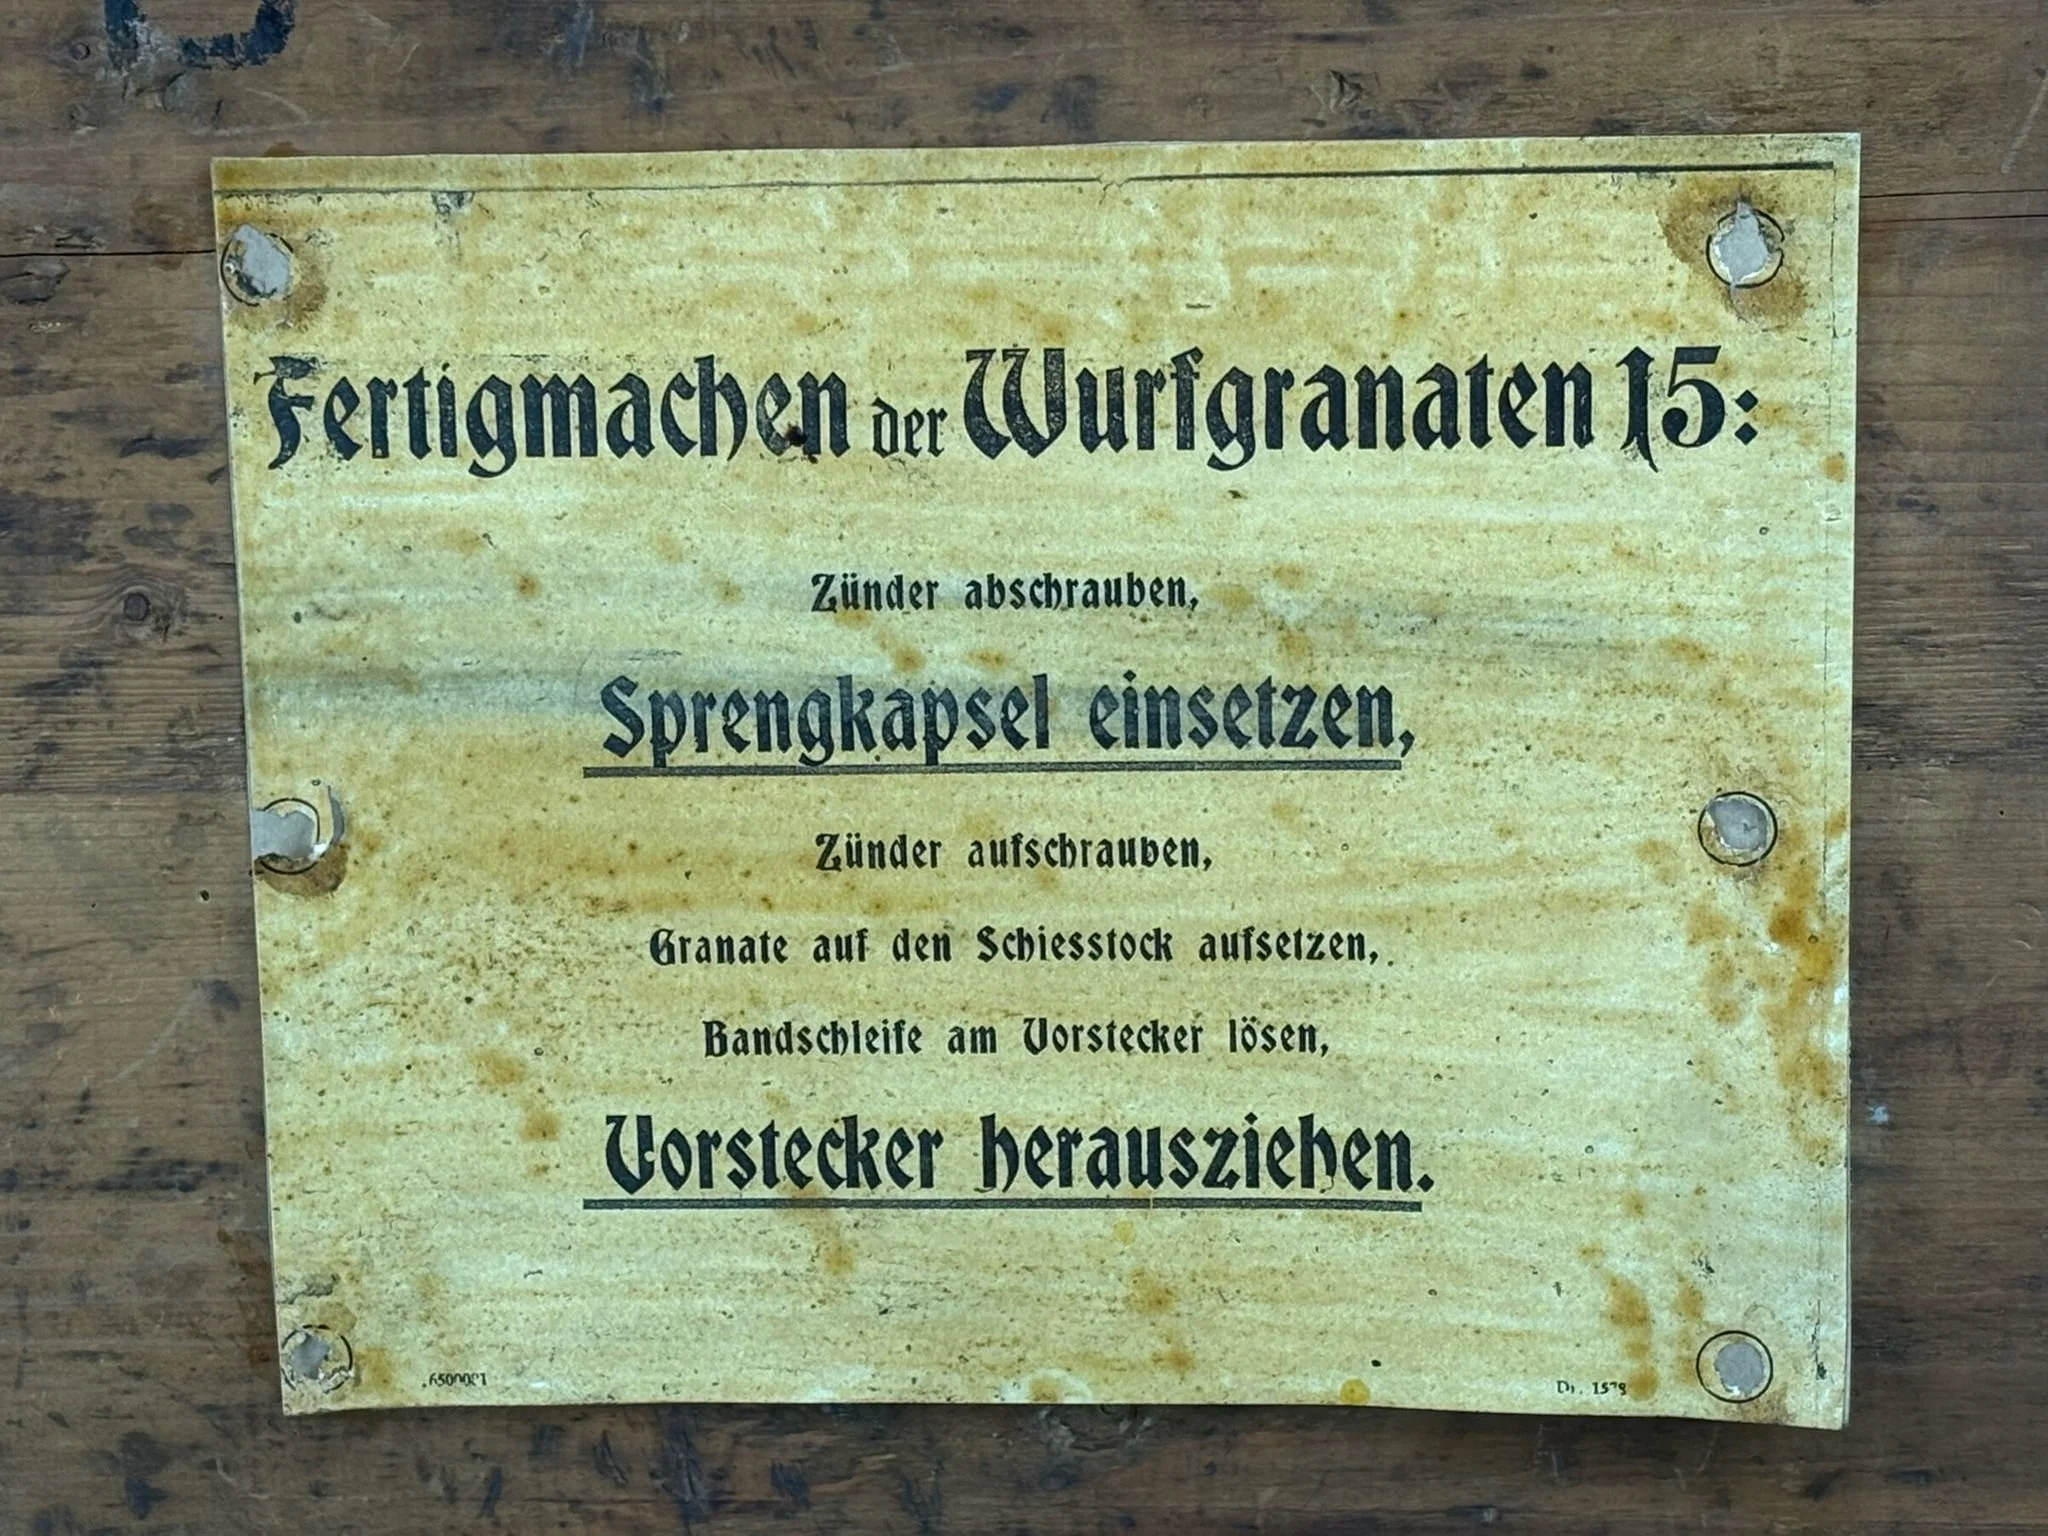 Fertigmachen der Wurfgranaten 15:
Zünder abschrauben,
Sprengkapsel einsetzen,
Zünder aufschrauben,
Granate auf den Schiesstock aufsetzen,
Bandschleife am Vorstecker lösen,
Vorstecker herausziehen.